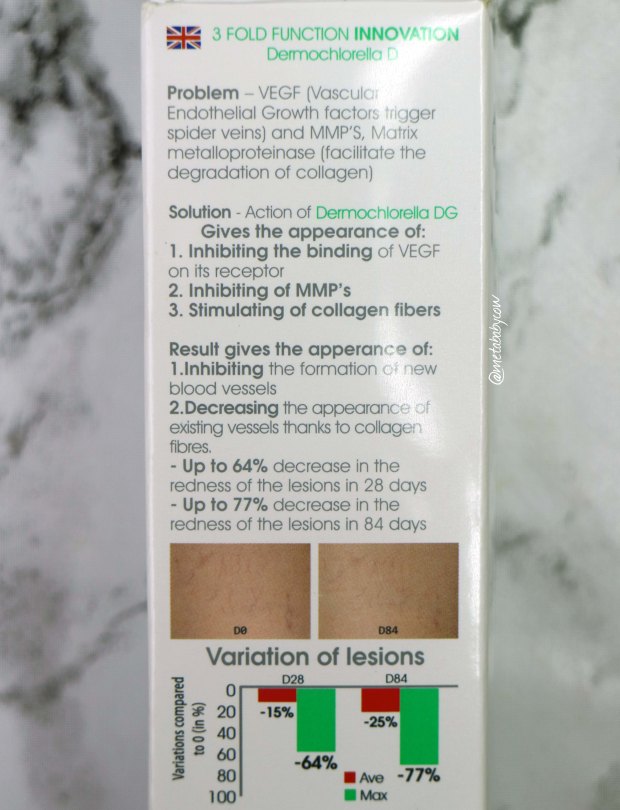 3 FOLD FUNCTION INNOVATION
Dermochlorella D
Problem – VEGF (Vascular
Endothelial Growth factors trigger
spider veins) and MMP'S, Matrix
metalloproteinase (facilitate the
degradation of collagen)
Solution - Action of Dermochlorella DG
Gives the appearance of:
1. Inhibiting the binding of VEGF
on its receptor
2. Inhibiting of MMP's
3. Stimulating of collagen fibers
Result gives the apperance of:
1.Inhibiting the formation of new
blood vessels
2.Decreasing the appearance of
existing vessels thanks to collagen
fibres.
- Up to 64% decrease in the
redness of the lesions in 28 days
- Up to 77% decrease in the
redness of the lesions in 84 days
D0 D84
Variation of lesions
D28 D84
Variations compared
to 0 (in %)
0
20
40
60
80
100
-15% -25%
-64% -77%
Ave
Max
@metababycow